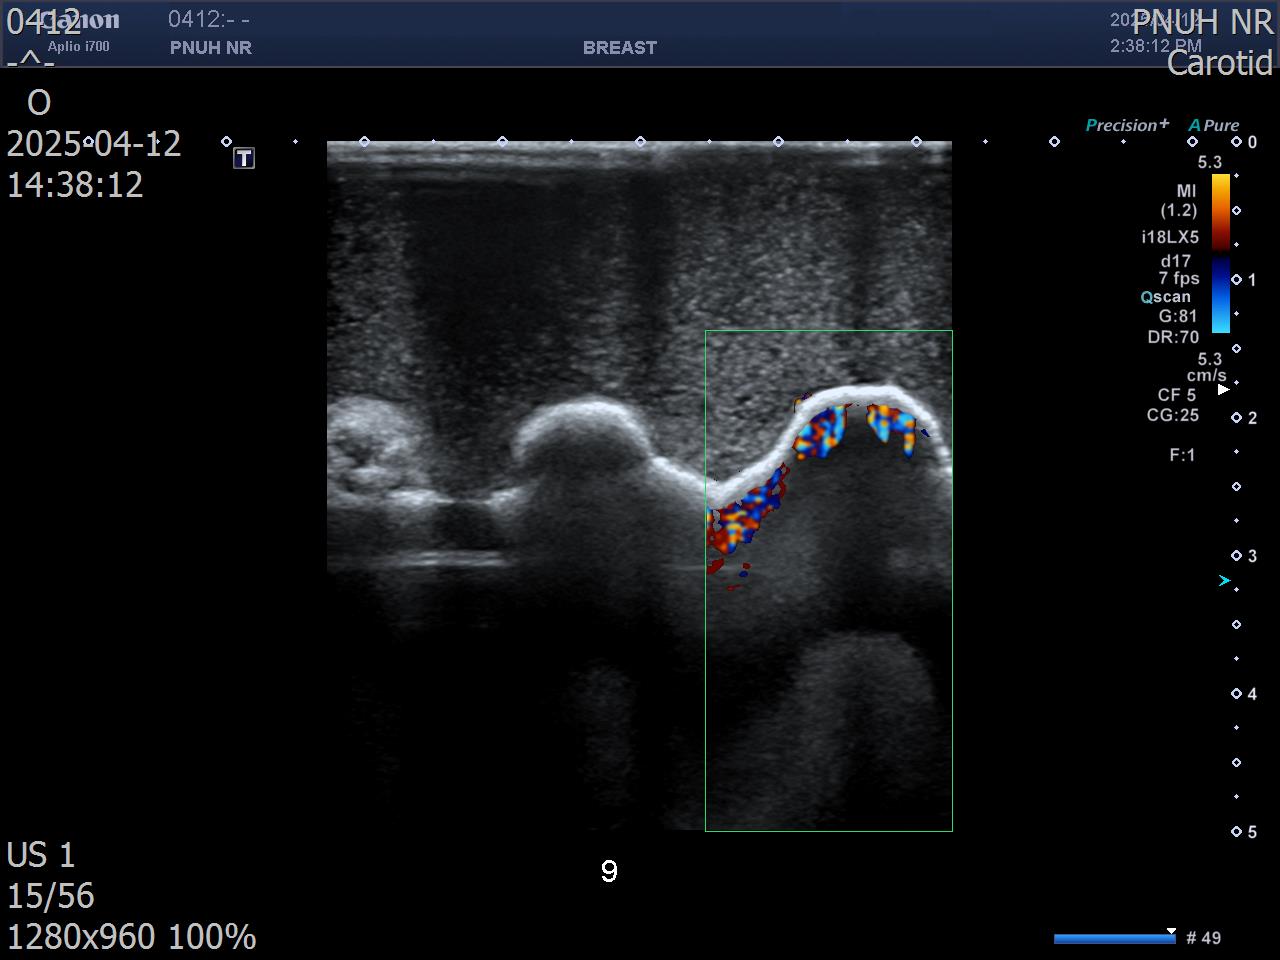 0412
Canon
0412:- -
PNUH NR
-^-
Aplio i700
PNUH NR
BREAST
2:38:12 PM
Carotid
O
2025-04-12
14:38:12
T
Precision+ A Pure
0
5.3
MI
(1.2)
i18LX5
d17
7 fps
Qscan
G:81
DR:70
5.3
cm/s
CF 5
CG:25
F:1
1
2
3
4
5
US 1
15/56
1280x960 100%
9
# 49